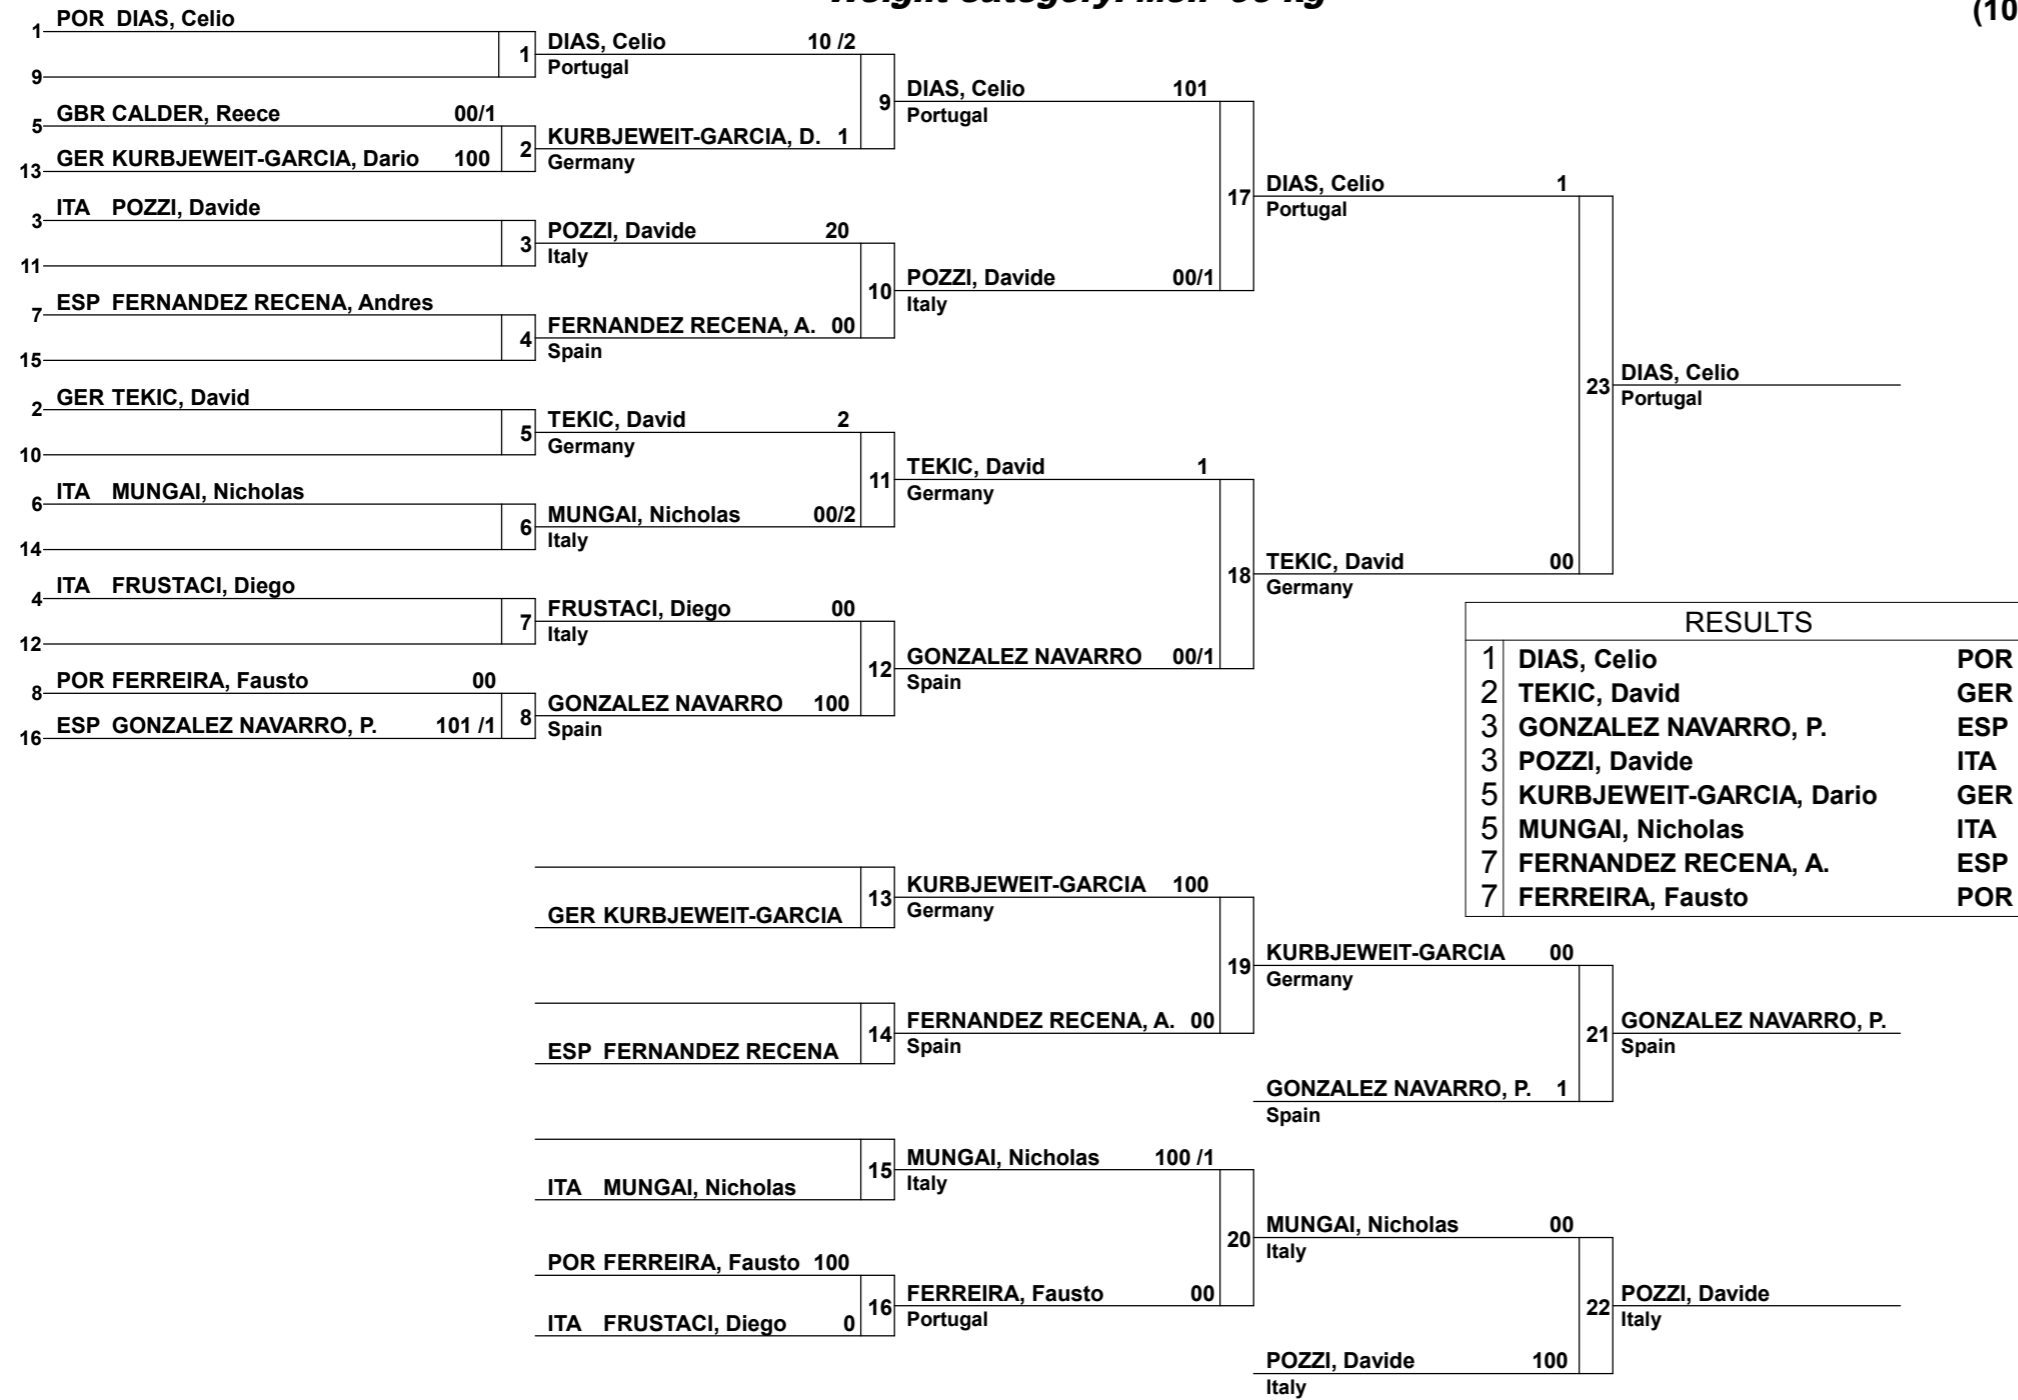 (10
1 POR DIAS, Celio
9
1 DIAS, Celio 10 /2
Portugal
5 GBR CALDER, Reece 00/1
13 GER KURBJEWEIT-GARCIA, Dario 100
2 KURBJEWEIT-GARCIA, D. 1
Germany
9 DIAS, Celio 101
Portugal
3 ITA POZZI, Davide
11
3 POZZI, Davide 20
Italy
7 ESP FERNANDEZ RECENA, Andres
15
4 FERNANDEZ RECENA, A. 00
Spain
10 POZZI, Davide 00/1
Italy
17 DIAS, Celio 1
Portugal
2 GER TEKIC, David
10
5 TEKIC, David 2
Germany
6 ITA MUNGAI, Nicholas
14
6 MUNGAI, Nicholas 00/2
Italy
11 TEKIC, David 1
Germany
4 ITA FRUSTACI, Diego
12
7 FRUSTACI, Diego 00
Italy
8 POR FERREIRA, Fausto 00
16 ESP GONZALEZ NAVARRO, P. 101 /1
8 GONZALEZ NAVARRO 100
Spain
12 GONZALEZ NAVARRO 00/1
Spain
18 TEKIC, David 00
Germany
23 DIAS, Celio
Portugal
RESULTS
1 DIAS, Celio POR
2 TEKIC, David GER
3 GONZALEZ NAVARRO, P. ESP
3 POZZI, Davide ITA
5 KURBJEWEIT-GARCIA, Dario GER
5 MUNGAI, Nicholas ITA
7 FERNANDEZ RECENA, A. ESP
7 FERREIRA, Fausto POR
GER KURBJEWEIT-GARCIA
13 KURBJEWEIT-GARCIA 100
Germany
ESP FERNANDEZ RECENA
14 FERNANDEZ RECENA, A. 00
Spain
19 KURBJEWEIT-GARCIA 00
Germany
GONZALEZ NAVARRO, P. 1
Spain
21 GONZALEZ NAVARRO, P.
Spain
ITA MUNGAI, Nicholas
15 MUNGAI, Nicholas 100 /1
Italy
POR FERREIRA, Fausto 100
ITA FRUSTACI, Diego 0
16 FERREIRA, Fausto 00
Portugal
20 MUNGAI, Nicholas 00
Italy
POZZI, Davide 100
Italy
22 POZZI, Davide
Italy